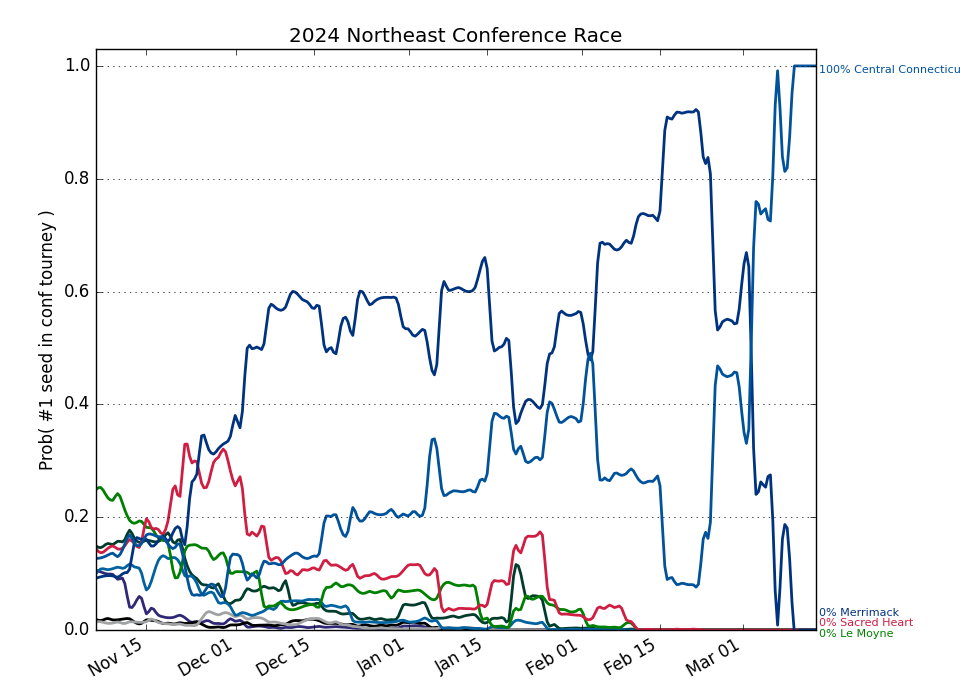 2024 Northeast Conference Race
Prob( #1 seed in conf tourney )
1.0
0.8
0.6
0.4
0.2
0.0
Nov 15
Dec 01
Dec 15
Jan 01
Jan 15
Feb 01
Feb 15
Mar 01
100% Central Connecticu
0% Merrimack
0% Sacred Heart
0% Le Moyne